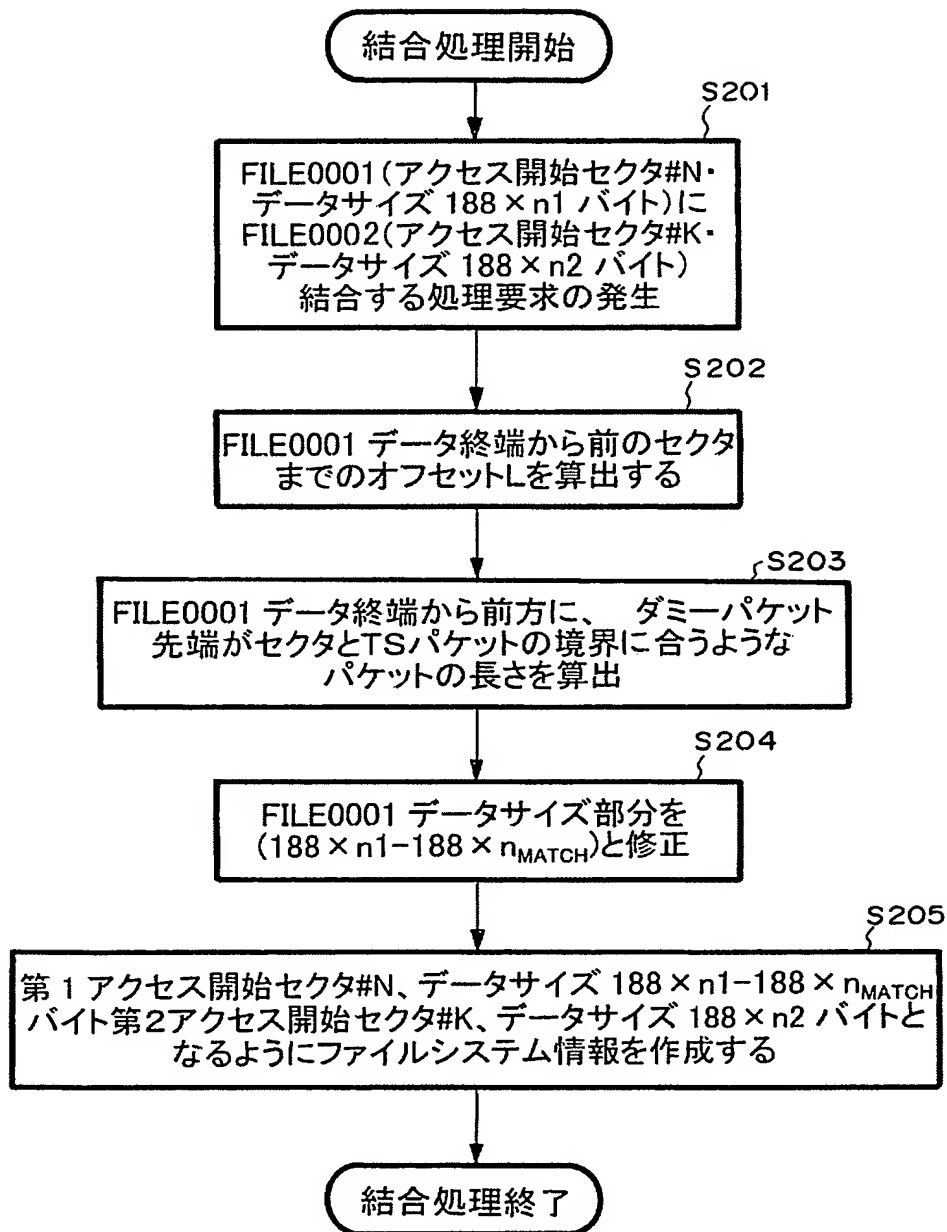 結合処理開始
S201
FILE0001(アクセス開始セクタ#N・
データサイズ 188×n1 バイト)に
FILE0002(アクセス開始セクタ#K・
データサイズ 188×n2 バイト)
結合する処理要求の発生
S202
FILE0001 データ終端から前のセクタ
までのオフセットLを算出する
S203
FILE0001 データ終端から前方に、 ダミーパケット
先端がセクタとTSパケットの境界に合うような
パケットの長さを算出
S204
FILE0001 データサイズ部分を
(188×n1-188×nMATCH)と修正
S205
第1アクセス開始セクタ#N、データサイズ 188×n1-188×nMATCH
バイト第2アクセス開始セクタ#K、データサイズ 188×n2 バイトと
なるようにファイルシステム情報を作成する
結合処理終了